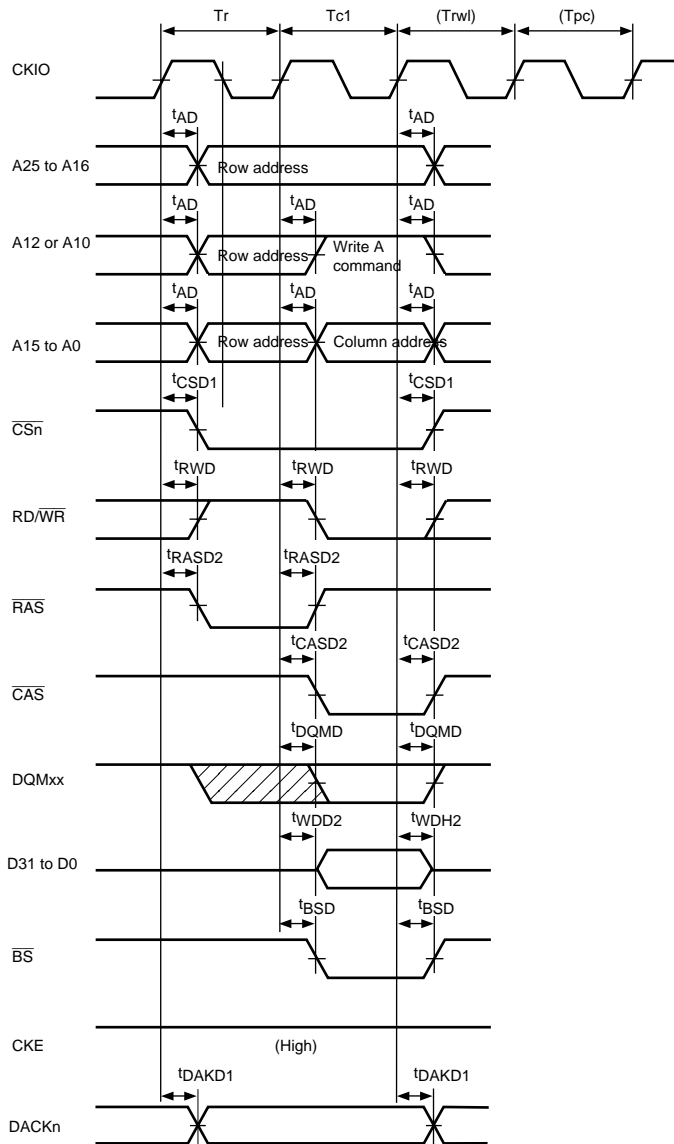 Tr Tc1 (Trwl) (Tpc)
CKIO
tAD tAD
A25 to A16 Row address
tAD tAD tAD
A12 or A10 Row address Write A command
tAD tAD tAD
A15 to A0 Row address Column address
tCSD1 tCSD1
CSn
tRWD tRWD tRWD
RD/WR
tRASD2 tRASD2
RAS
tCASD2 tCASD2
CAS
tDQMD tDQMD
DQMxx
tWDD2 tWDH2
D31 to D0
tBSD tBSD
BS
CKE (High)
tDAKD1 tDAKD1
DACKn